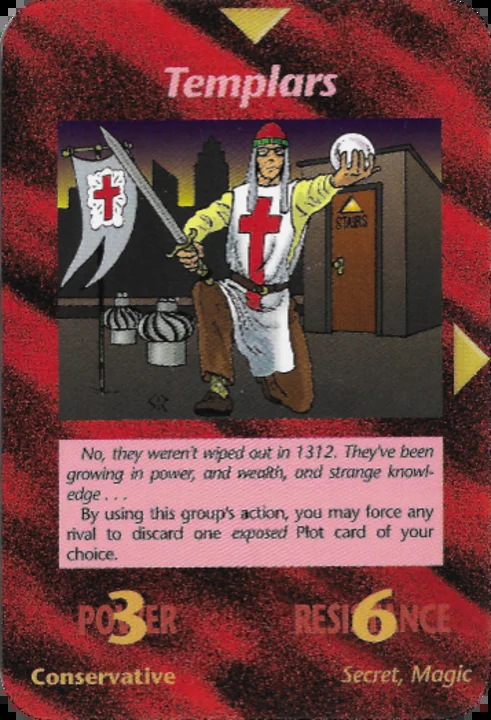 Templars
STAIRS
No, they weren't wiped out in 1312. They've been
growing in power, and wealth, and strange knowl-
edge . . .
By using this group's action, you may force any
rival to discard one exposed Plot card of your
choice.
POWER 3
RESISTANCE 6
Conservative
Secret, Magic